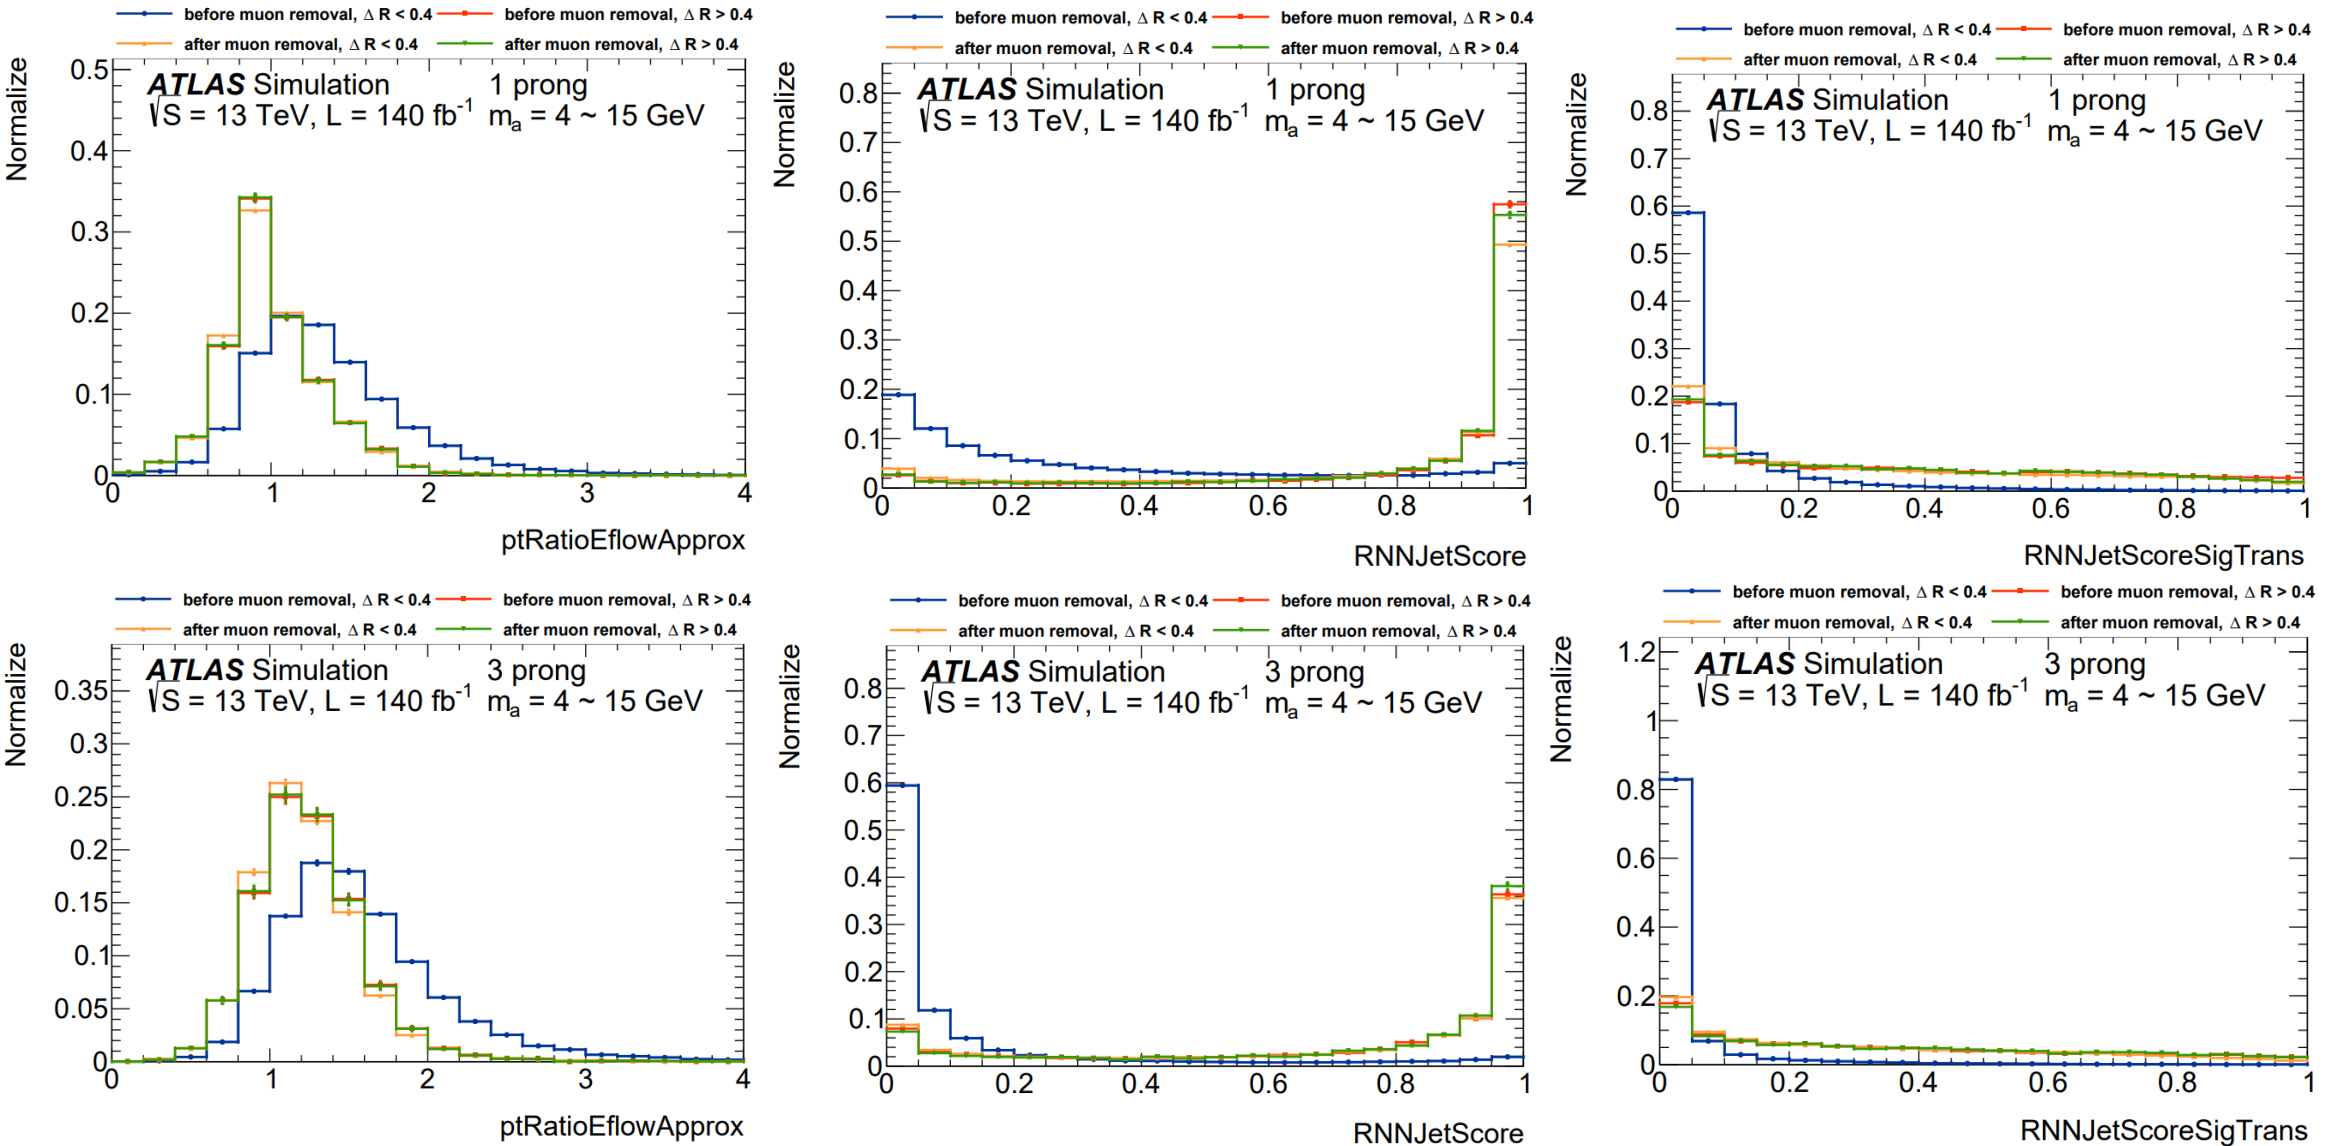 before muon removal, Δ R < 0.4 before muon removal, Δ R > 0.4
after muon removal, Δ R < 0.4 after muon removal, Δ R > 0.4
Normalize
ATLAS Simulation 1 prong
√S = 13 TeV, L = 140 fb⁻¹ mₐ = 4 ~ 15 GeV
0.5
0.4
0.3
0.2
0.1
0
0 1 2 3 4
ptRatioEflowApprox
before muon removal, Δ R < 0.4 before muon removal, Δ R > 0.4
after muon removal, Δ R < 0.4 after muon removal, Δ R > 0.4
Normalize
ATLAS Simulation 1 prong
√S = 13 TeV, L = 140 fb⁻¹ mₐ = 4 ~ 15 GeV
0.8
0.7
0.6
0.5
0.4
0.3
0.2
0.1
0
0 0.2 0.4 0.6 0.8 1
RNNJetScore
before muon removal, Δ R < 0.4 before muon removal, Δ R > 0.4
after muon removal, Δ R < 0.4 after muon removal, Δ R > 0.4
Normalize
ATLAS Simulation 1 prong
√S = 13 TeV, L = 140 fb⁻¹ mₐ = 4 ~ 15 GeV
0.8
0.7
0.6
0.5
0.4
0.3
0.2
0.1
0
0 0.2 0.4 0.6 0.8 1
RNNJetScoreSigTrans
before muon removal, Δ R < 0.4 before muon removal, Δ R > 0.4
after muon removal, Δ R < 0.4 after muon removal, Δ R > 0.4
Normalize
ATLAS Simulation 3 prong
√S = 13 TeV, L = 140 fb⁻¹ mₐ = 4 ~ 15 GeV
0.35
0.3
0.25
0.2
0.15
0.1
0.05
0
0 1 2 3 4
ptRatioEflowApprox
before muon removal, Δ R < 0.4 before muon removal, Δ R > 0.4
after muon removal, Δ R < 0.4 after muon removal, Δ R > 0.4
Normalize
ATLAS Simulation 3 prong
√S = 13 TeV, L = 140 fb⁻¹ mₐ = 4 ~ 15 GeV
0.8
0.7
0.6
0.5
0.4
0.3
0.2
0.1
0
0 0.2 0.4 0.6 0.8 1
RNNJetScore
before muon removal, Δ R < 0.4 before muon removal, Δ R > 0.4
after muon removal, Δ R < 0.4 after muon removal, Δ R > 0.4
Normalize
ATLAS Simulation 3 prong
√S = 13 TeV, L = 140 fb⁻¹ mₐ = 4 ~ 15 GeV
1.2
1
0.8
0.6
0.4
0.2
0
0 0.2 0.4 0.6 0.8 1
RNNJetScoreSigTrans